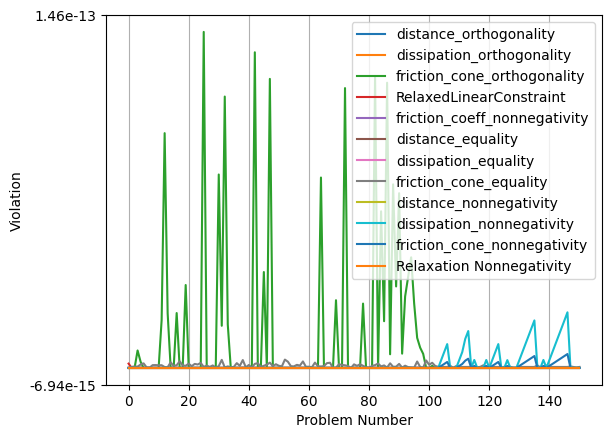 1.46e-13
Violation
-6.94e-15
0
20
40
60
80
100
120
140
Problem Number
distance_orthogonality
dissipation_orthogonality
friction_cone_orthogonality
RelaxedLinearConstraint
friction_coeff_nonnegativity
distance_equality
dissipation_equality
friction_cone_equality
distance_nonnegativity
dissipation_nonnegativity
friction_cone_nonnegativity
Relaxation Nonnegativity